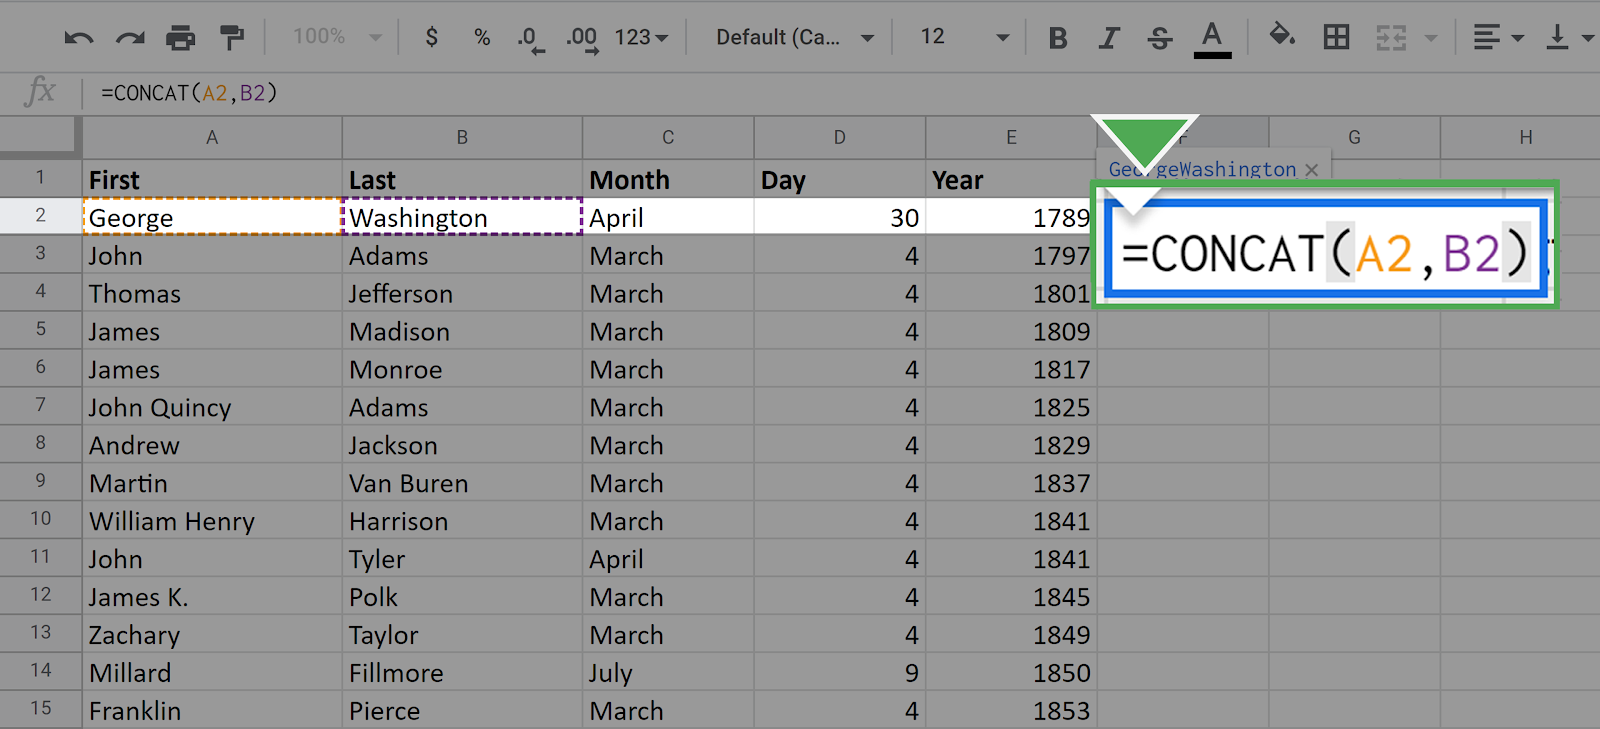 100% $ % .0 .00 123 Default (Ca... 12 B I S A
fx =CONCAT(A2,B2)
A B C D E F G H
GeorgeWashington ×
1 First Last Month Day Year
2 George Washington April 30 1789 =CONCAT(A2,B2)
3 John Adams March 4 1797
4 Thomas Jefferson March 4 1801
5 James Madison March 4 1809
6 James Monroe March 4 1817
7 John Quincy Adams March 4 1825
8 Andrew Jackson March 4 1829
9 Martin Van Buren March 4 1837
10 William Henry Harrison March 4 1841
11 John Tyler April 4 1841
12 James K. Polk March 4 1845
13 Zachary Taylor March 4 1849
14 Millard Fillmore July 9 1850
15 Franklin Pierce March 4 1853